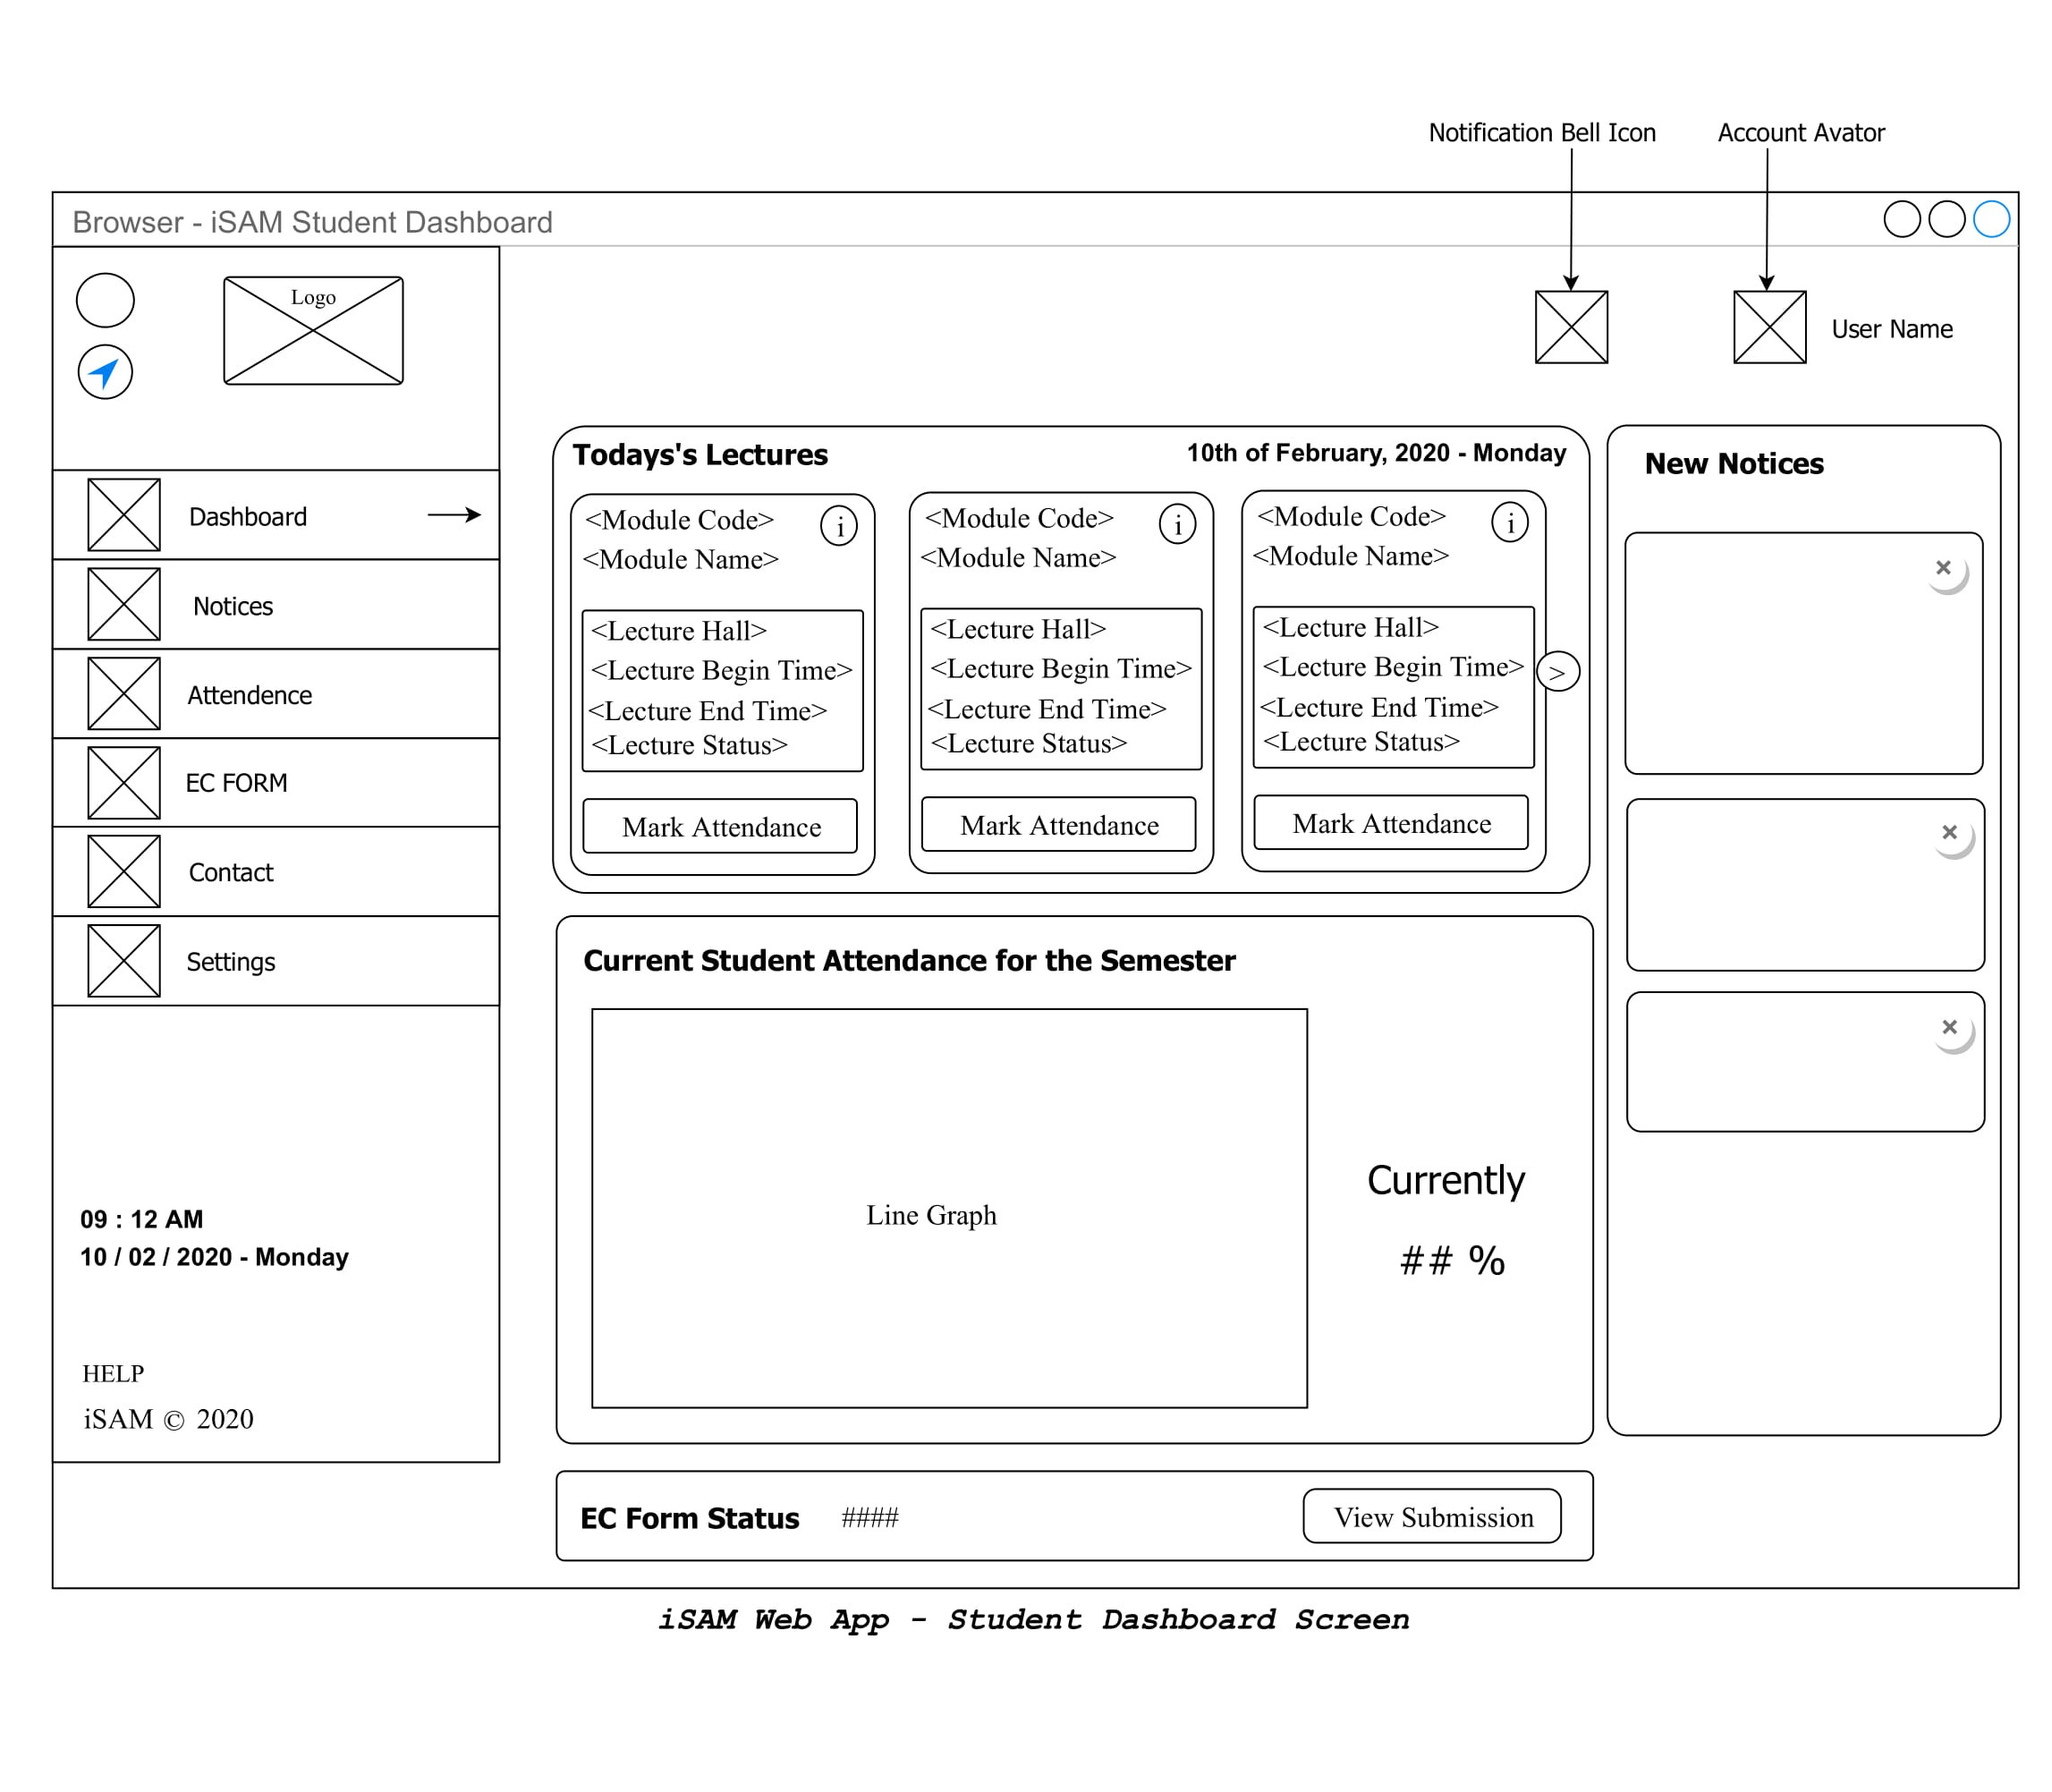 Notification Bell Icon
Account Avator
Browser - iSAM Student Dashboard
Logo
User Name
Dashboard
Notices
Attendence
EC FORM
Contact
Settings
09 : 12 AM
10 / 02 / 2020 - Monday
HELP
iSAM © 2020
Todays's Lectures
10th of February, 2020 - Monday
<Module Code>
i
<Module Name>
<Lecture Hall>
<Lecture Begin Time>
<Lecture End Time>
<Lecture Status>
Mark Attendance
<Module Code>
i
<Module Name>
<Lecture Hall>
<Lecture Begin Time>
<Lecture End Time>
<Lecture Status>
Mark Attendance
<Module Code>
i
<Module Name>
<Lecture Hall>
<Lecture Begin Time>
<Lecture End Time>
<Lecture Status>
Mark Attendance
>
New Notices
×
×
×
Current Student Attendance for the Semester
Line Graph
Currently
## %
EC Form Status
####
View Submission
iSAM Web App - Student Dashboard Screen